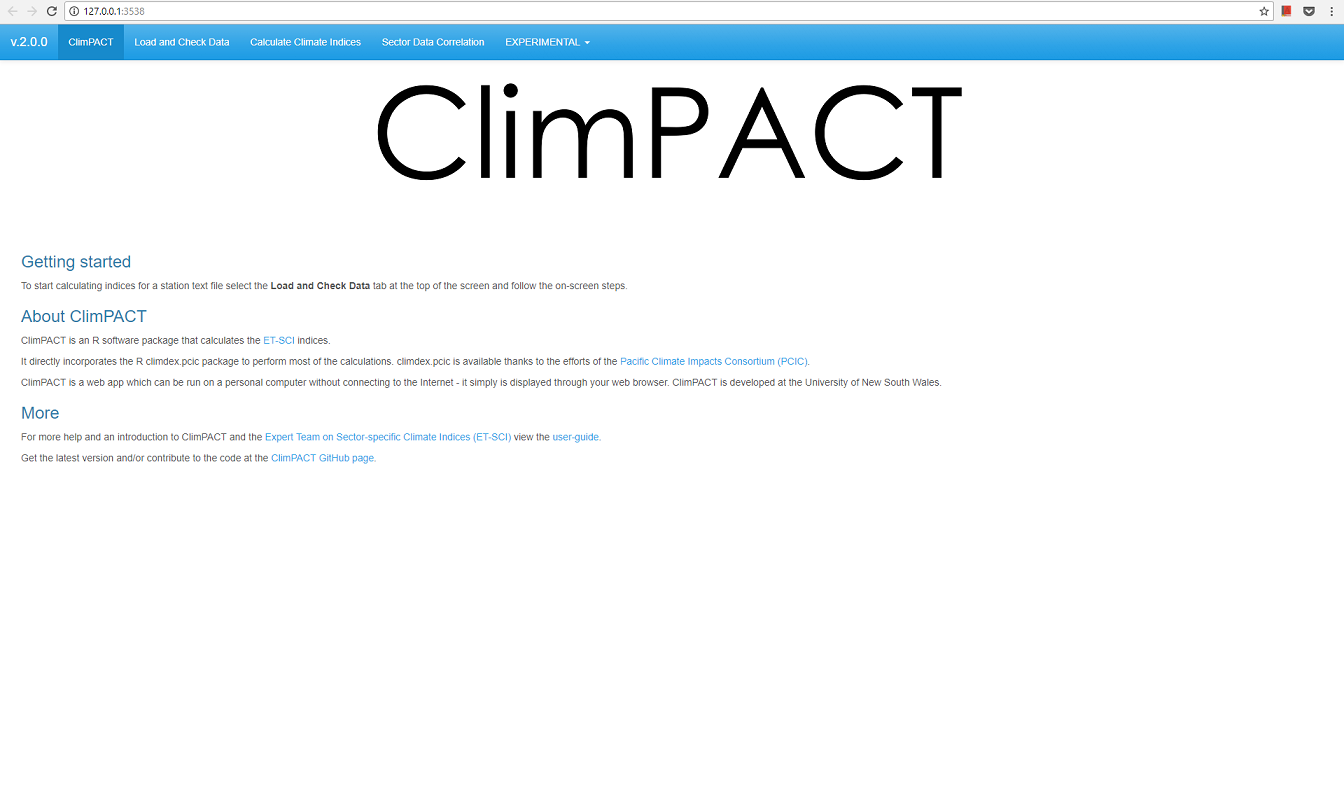 127.0.0.1:3538
v.2.0.0 ClimPACT Load and Check Data Calculate Climate Indices Sector Data Correlation EXPERIMENTAL
ClimPACT
Getting started
To start calculating indices for a station text file select the Load and Check Data tab at the top of the screen and follow the on-screen steps.
About ClimPACT
ClimPACT is an R software package that calculates the ET-SCI indices.
It directly incorporates the R climdex.pcic package to perform most of the calculations. climdex.pcic is available thanks to the efforts of the Pacific Climate Impacts Consortium (PCIC).
ClimPACT is a web app which can be run on a personal computer without connecting to the Internet - it simply is displayed through your web browser. ClimPACT is developed at the University of New South Wales.
More
For more help and an introduction to ClimPACT and the Expert Team on Sector-specific Climate Indices (ET-SCI) view the user-guide.
Get the latest version and/or contribute to the code at the ClimPACT GitHub page.